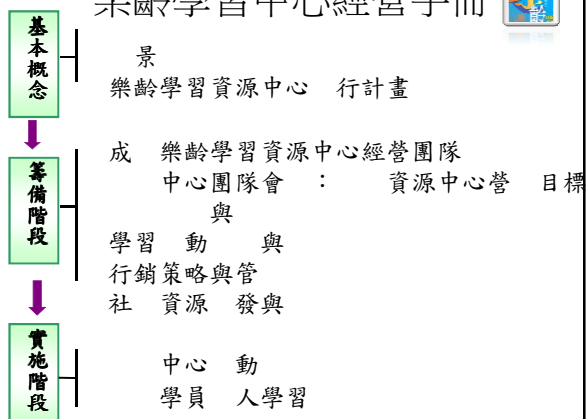 樂齡學習中心經營手冊
基本概念
景
樂齡學習資源中心 行計畫
籌備階段
成 樂齡學習資源中心經營團隊
中心團隊會 : 資源中心營 目標
與
學習 動 與
行銷策略與管
社 資源 發與
實施階段
中心 動
學員 人學習